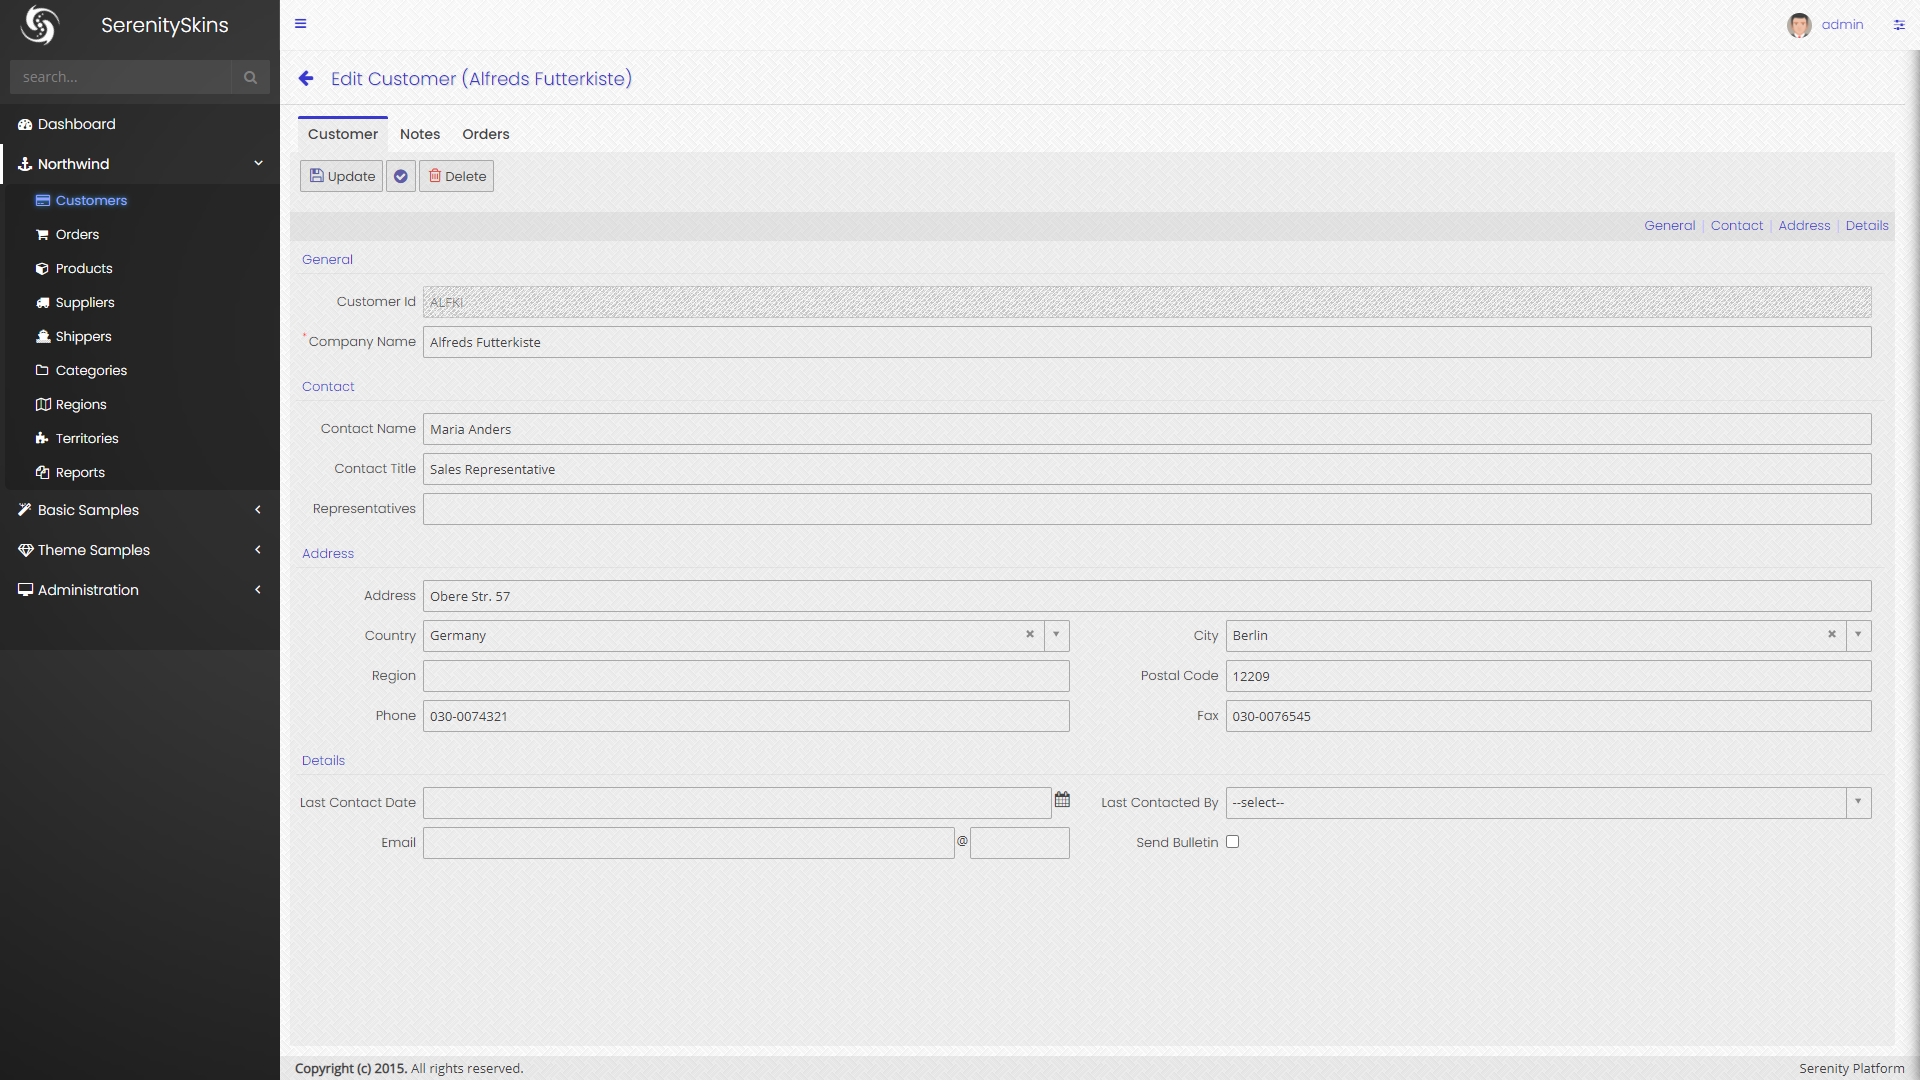 SerenitySkins
search...
Dashboard
Northwind
Customers
Orders
Products
Suppliers
Shippers
Categories
Regions
Territories
Reports
Basic Samples
Theme Samples
Administration
admin
Edit Customer (Alfreds Futterkiste)
Customer Notes Orders
Update Delete
General | Contact | Address | Details
General
Customer Id ALFKI
* Company Name Alfreds Futterkiste
Contact
Contact Name Maria Anders
Contact Title Sales Representative
Representatives
Address
Address Obere Str. 57
Country Germany City Berlin
Region Postal Code 12209
Phone 030-0074321 Fax 030-0076545
Details
Last Contact Date Last Contacted By --select--
Email @ Send Bulletin
Copyright (c) 2015. All rights reserved. Serenity Platform